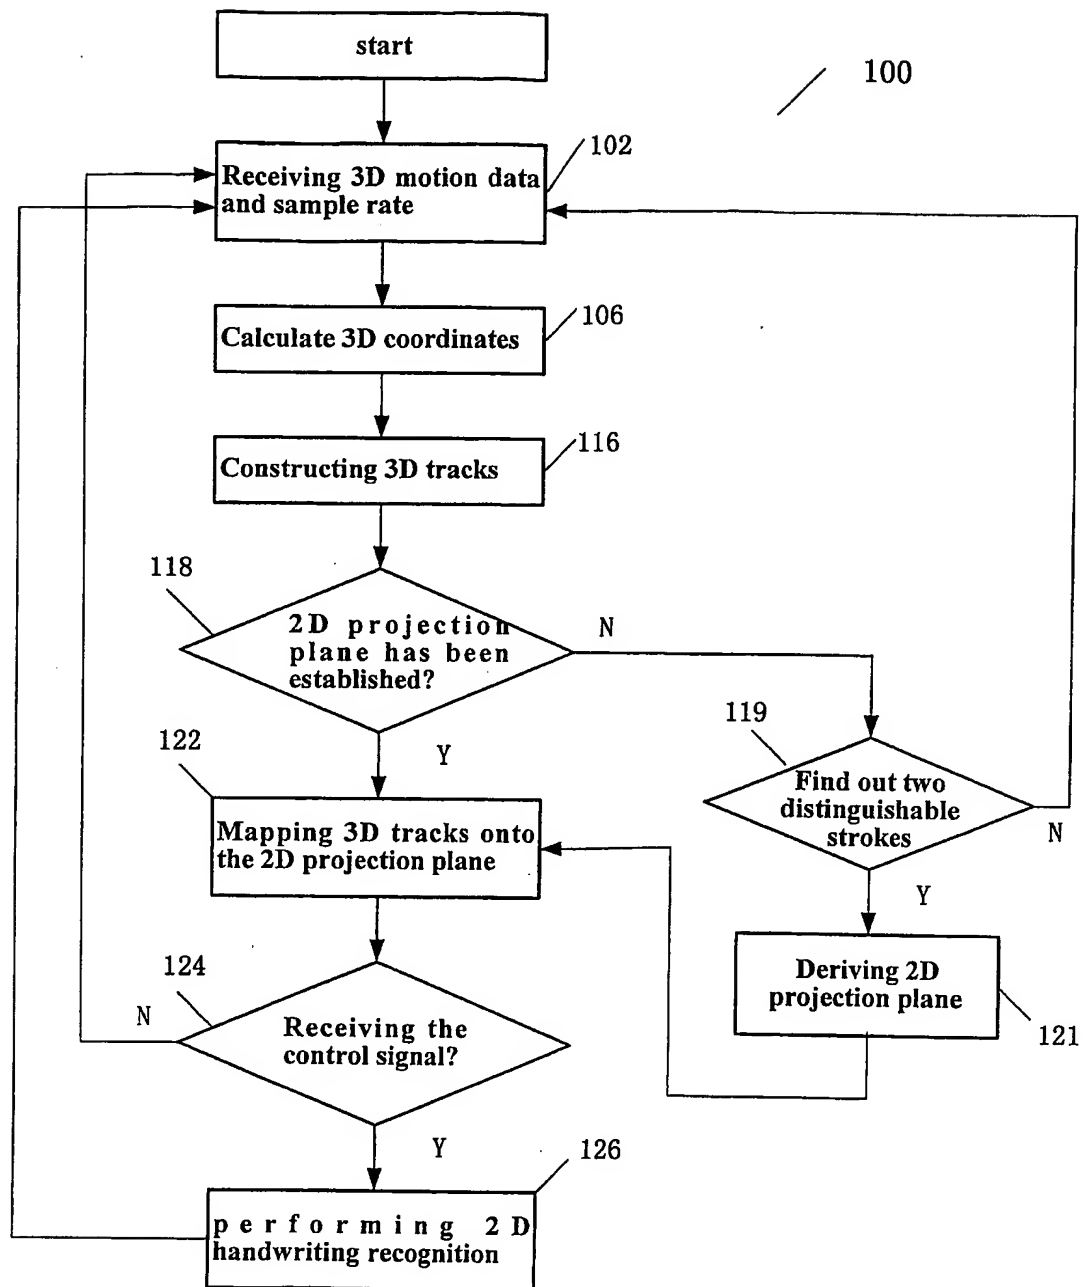 start
100
102
Receiving 3D motion data
and sample rate
106
Calculate 3D coordinates
116
Constructing 3D tracks
118
2D projection
plane has been
established?
N
Y
119
Find out two
distinguishable
strokes
N
Y
122
Mapping 3D tracks onto
the 2D projection plane
Deriving 2D
projection plane
121
124
N
Receiving the
control signal?
Y
126
performing 2D
handwriting recognition